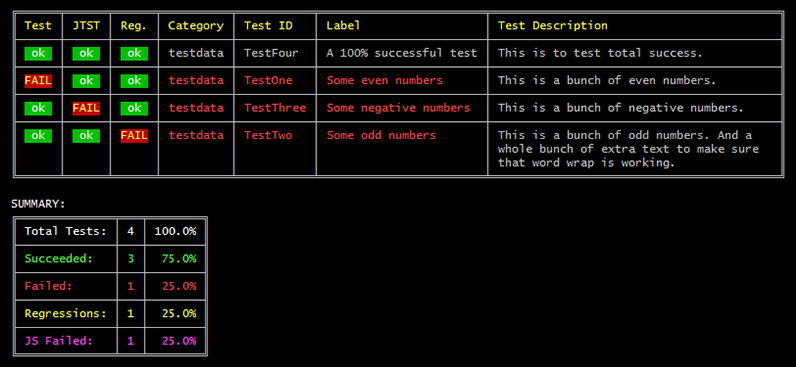 Test JTST Reg. Category Test ID Label Test Description
ok ok ok testdata TestFour A 100% successful test This is to test total success.
FAIL ok ok testdata TestOne Some even numbers This is a bunch of even numbers.
ok FAIL ok testdata TestThree Some negative numbers This is a bunch of negative numbers.
ok ok FAIL testdata TestTwo Some odd numbers This is a bunch of odd numbers. And a
whole bunch of extra text to make sure
that word wrap is working.
SUMMARY:
Total Tests: 4 100.0%
Succeeded: 3 75.0%
Failed: 1 25.0%
Regressions: 1 25.0%
JS Failed: 1 25.0%